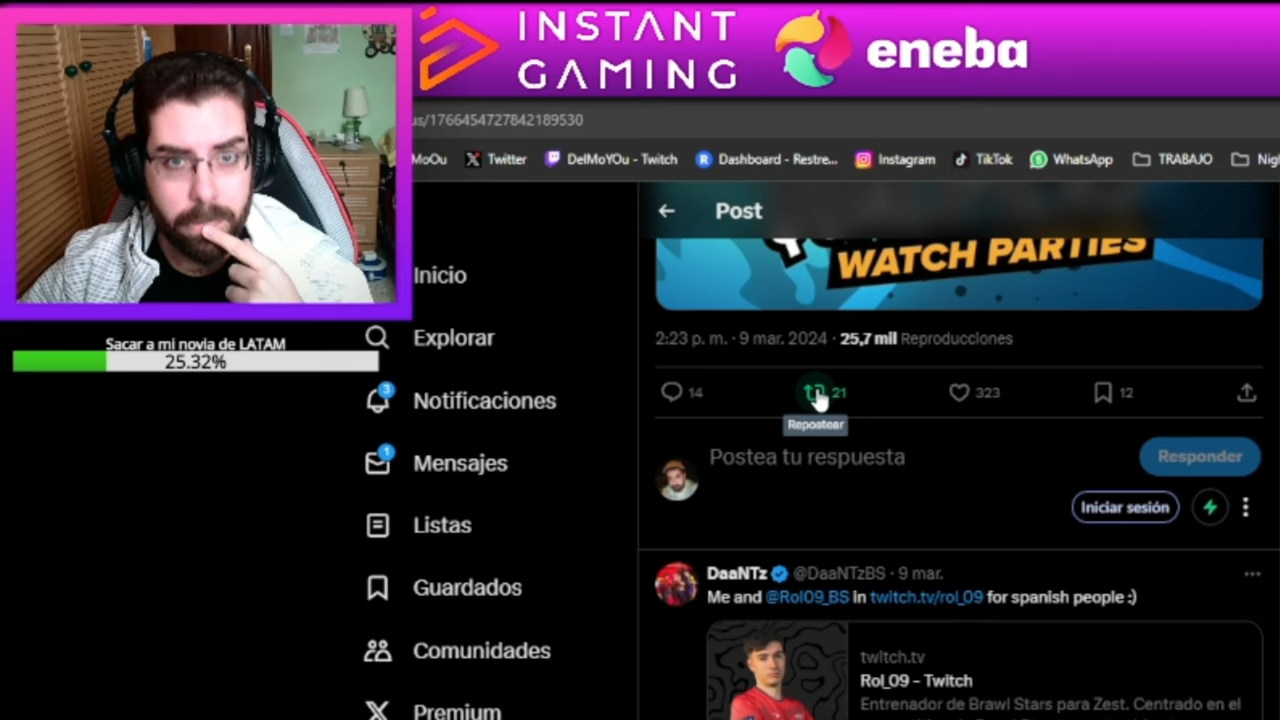 INSTANT
GAMING
eneba
us/1766454727842189530
MoOu
Twitter
DelMoYOu - Twitch
Dashboard - Restre...
Instagram
TikTok
WhatsApp
TRABAJO
Nigh
Post
WATCH PARTIES
Inicio
Explorar
Notificaciones
3
Mensajes
1
Listas
Guardados
Comunidades
Premium
Sacar a mi novia de LATAM
25.32%
2:23 p. m. · 9 mar. 2024 · 25,7 mil Reproducciones
14
21
323
12
Repostear
Postea tu respuesta
Responder
Iniciar sesión
DaaNTz @DaaNTzBS · 9 mar.
Me and @Rol09_BS in twitch.tv/rol_09 for spanish people :)
twitch.tv
Rol_09 - Twitch
Entrenador de Brawl Stars para Zest. Centrado en el